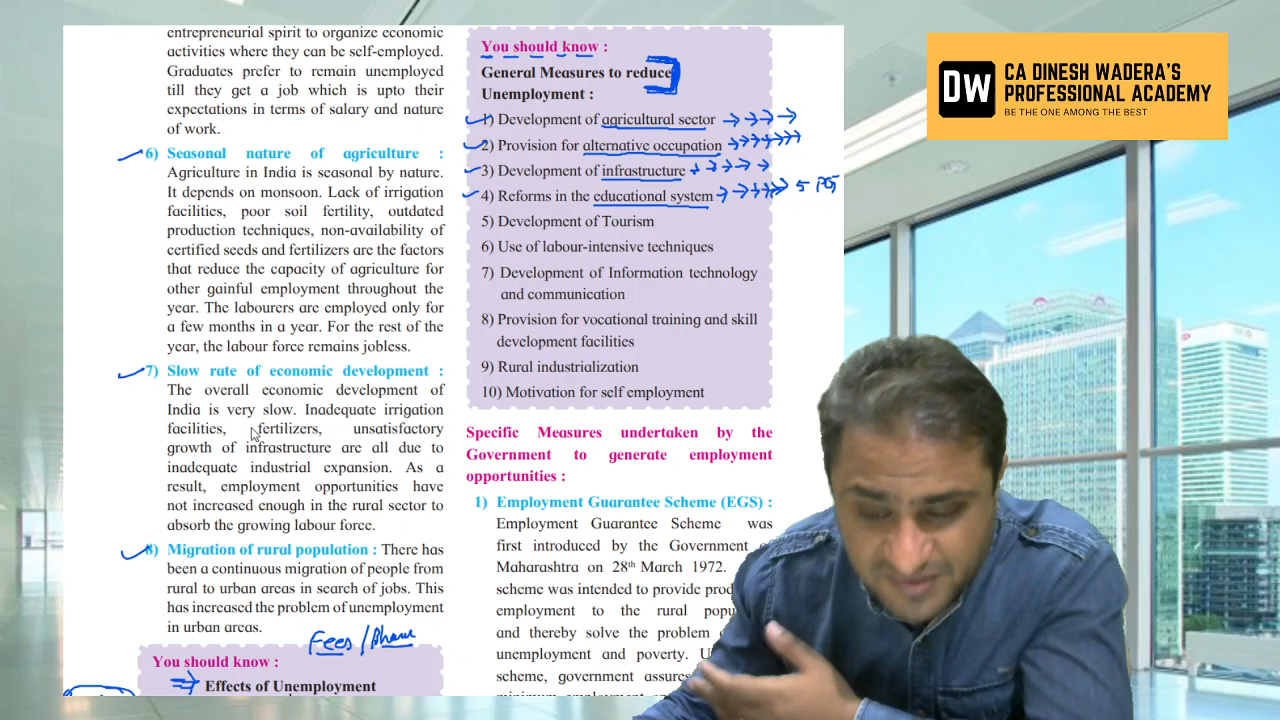 entrepreneurial spirit to organize economic
activities where they can be self-employed.
Graduates prefer to remain unemployed
till they get a job which is upto their
expectations in terms of salary and nature
of work.
6) Seasonal nature of agriculture :
Agriculture in India is seasonal by nature.
It depends on monsoon. Lack of irrigation
facilities, poor soil fertility, outdated
production techniques, non-availability of
certified seeds and fertilizers are the factors
that reduce the capacity of agriculture for
other gainful employment throughout the
year. The labourers are employed only for
a few months in a year. For the rest of the
year, the labour force remains jobless.
7) Slow rate of economic development :
The overall economic development of
India is very slow. Inadequate irrigation
facilities, fertilizers, unsatisfactory
growth of infrastructure are all due to
inadequate industrial expansion. As a
result, employment opportunities have
not increased enough in the rural sector to
absorb the growing labour force.
8) Migration of rural population : There has
been a continuous migration of people from
rural to urban areas in search of jobs. This
has increased the problem of unemployment
in urban areas.
Fees /
You should know :
Effects of Unemployment
You should know :
General Measures to reduce
Unemployment :
1) Development of agricultural sector
2) Provision for alternative occupation
3) Development of infrastructure
4) Reforms in the educational system
5) Development of Tourism
6) Use of labour-intensive techniques
7) Development of Information technology
and communication
8) Provision for vocational training and skill
development facilities
9) Rural industrialization
10) Motivation for self employment
Specific Measures undertaken by the
Government to generate employment
opportunities :
1) Employment Guarantee Scheme (EGS) :
Employment Guarantee Scheme was
first introduced by the Government
Maharashtra on 28th March 1972.
scheme was intended to provide
employment to the rural
and thereby solve the problem
unemployment and poverty.
scheme, government
DW
CA DINESH WADERA'S
PROFESSIONAL ACADEMY
BE THE ONE AMONG THE BEST